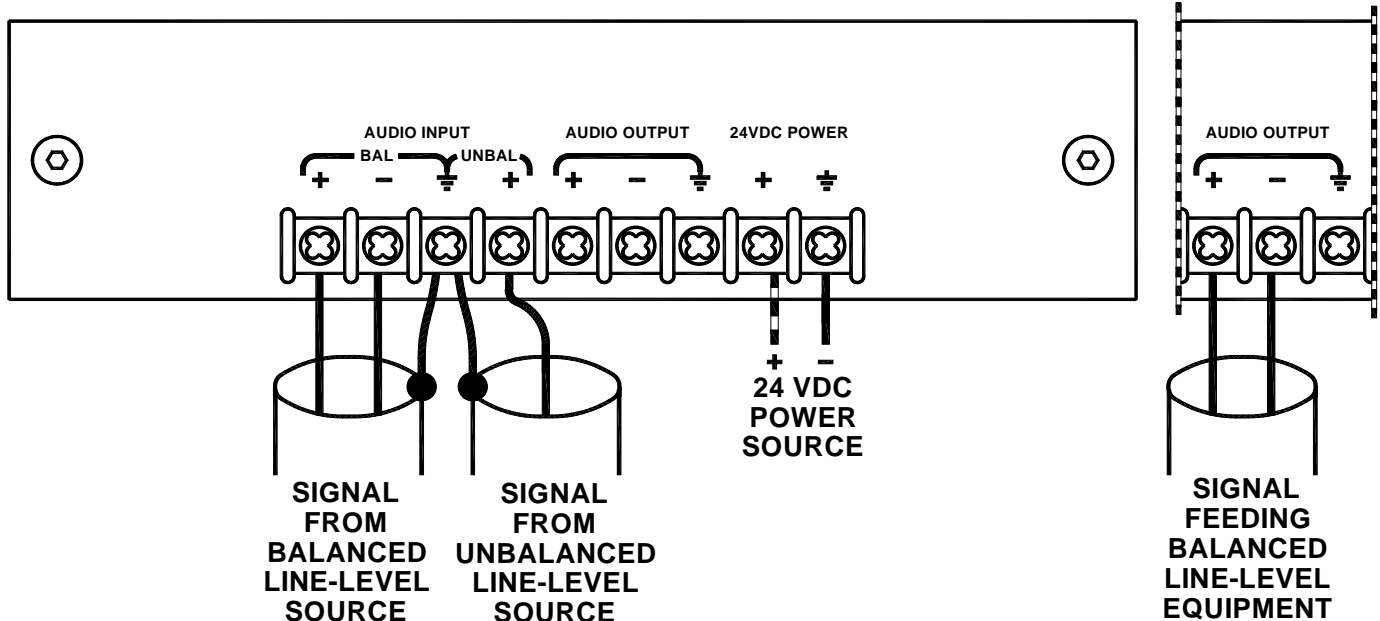 AUDIO INPUT
BAL UNBAL
+ − + 
AUDIO OUTPUT
+ −
24VDC POWER
+
AUDIO OUTPUT
+ −
+ −
24 VDC
POWER
SOURCE
SIGNAL
FROM
BALANCED
LINE-LEVEL
SOURCE
SIGNAL
FROM
UNBALANCED
LINE-LEVEL
SOURCE
SIGNAL
FEEDING
BALANCED
LINE-LEVEL
EQUIPMENT